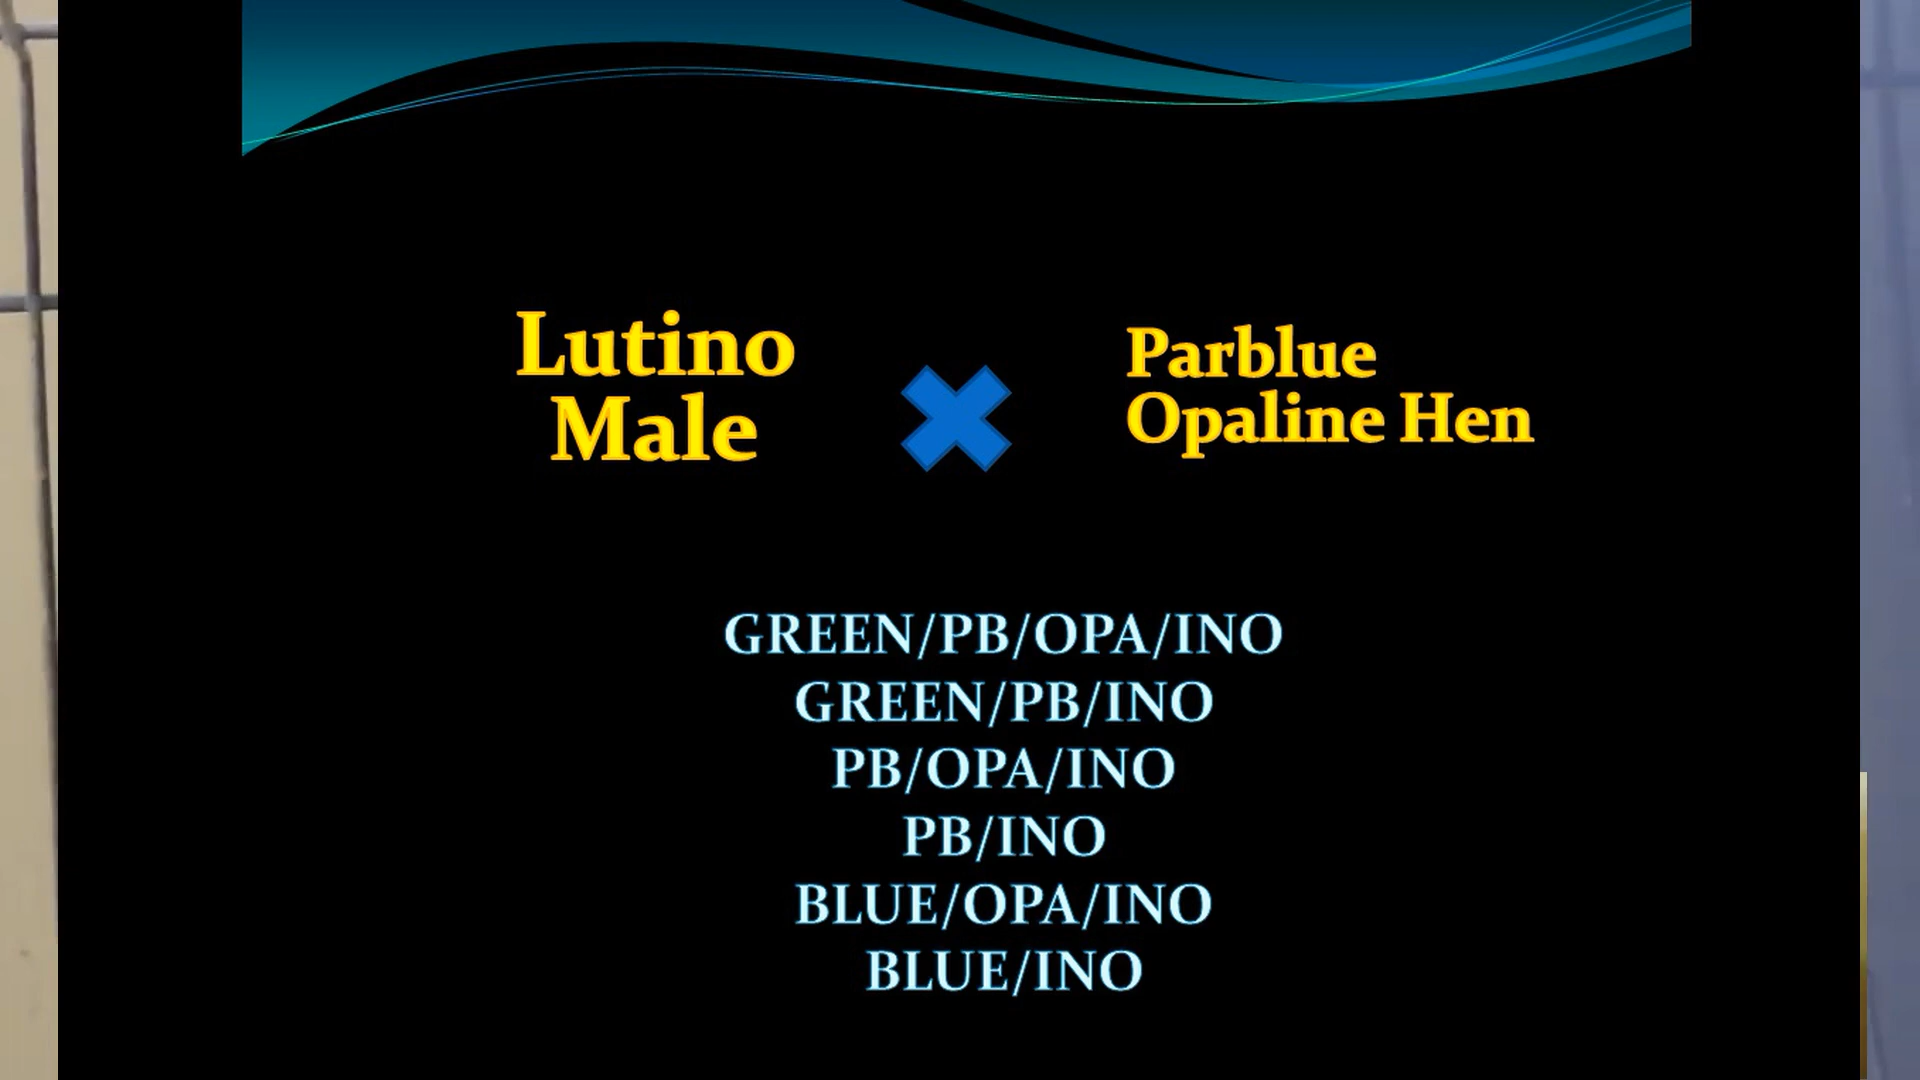 Lutino
Male
Parblue
Opaline Hen
GREEN/PB/OPA/INO
GREEN/PB/INO
PB/OPA/INO
PB/INO
BLUE/OPA/INO
BLUE/INO